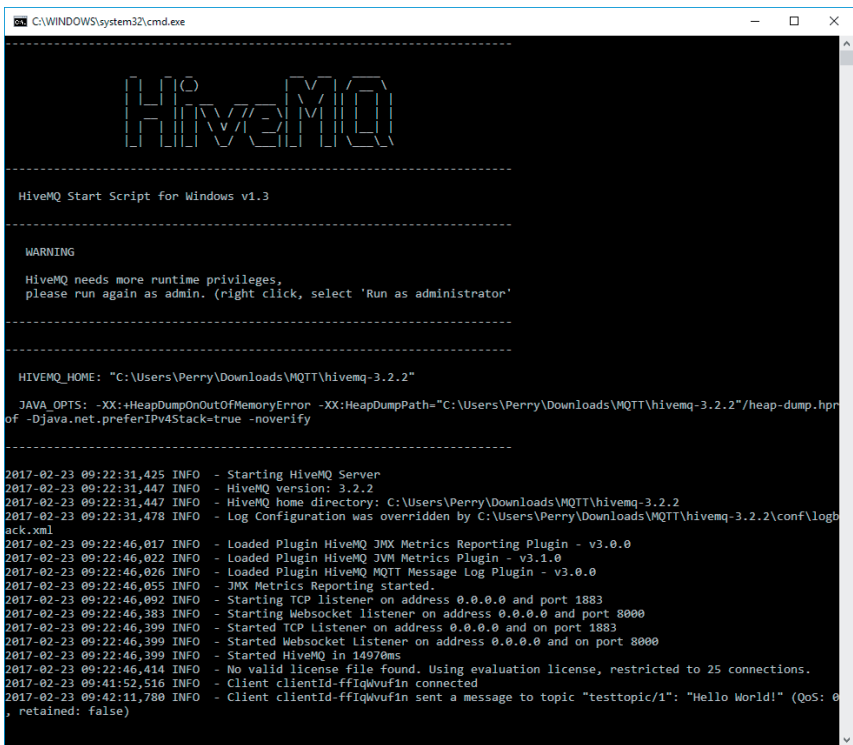 C:\WINDOWS\system32\cmd.exe
HiveMQ
HiveMQ Start Script for Windows v1.3
WARNING
HiveMQ needs more runtime privileges,
please run again as admin. (right click, select 'Run as administrator'
HIVEMQ_HOME: "C:\Users\Perry\Downloads\MQTT\hivemq-3.2.2"
JAVA_OPTS: -XX:+HeapDumpOnOutOfMemoryError -XX:HeapDumpPath="C:\Users\Perry\Downloads\MQTT\hivemq-3.2.2"/heap-dump.hpr
of -Djava.net.preferIPv4Stack=true -noverify
2017-02-23 09:22:31,425 INFO  - Starting HiveMQ Server
2017-02-23 09:22:31,447 INFO  - HiveMQ version: 3.2.2
2017-02-23 09:22:31,447 INFO  - HiveMQ home directory: C:\Users\Perry\Downloads\MQTT\hivemq-3.2.2
2017-02-23 09:22:31,478 INFO  - Log Configuration was overridden by C:\Users\Perry\Downloads\MQTT\hivemq-3.2.2\conf\logb
ack.xml
2017-02-23 09:22:46,017 INFO  - Loaded Plugin HiveMQ JMX Metrics Reporting Plugin - v3.0.0
2017-02-23 09:22:46,022 INFO  - Loaded Plugin HiveMQ JVM Metrics Plugin - v3.1.0
2017-02-23 09:22:46,026 INFO  - Loaded Plugin HiveMQ MQTT Message Log Plugin - v3.0.0
2017-02-23 09:22:46,055 INFO  - JMX Metrics Reporting started.
2017-02-23 09:22:46,092 INFO  - Starting TCP listener on address 0.0.0.0 and port 1883
2017-02-23 09:22:46,383 INFO  - Starting Websocket listener on address 0.0.0.0 and port 8000
2017-02-23 09:22:46,399 INFO  - Started TCP Listener on address 0.0.0.0 and on port 1883
2017-02-23 09:22:46,399 INFO  - Started Websocket Listener on address 0.0.0.0 and on port 8000
2017-02-23 09:22:46,399 INFO  - Started HiveMQ in 14970ms
2017-02-23 09:22:46,414 INFO  - No valid license file found. Using evaluation license, restricted to 25 connections.
2017-02-23 09:41:52,516 INFO  - Client clientId-ffIqWvuf1n connected
2017-02-23 09:42:11,780 INFO  - Client clientId-ffIqWvuf1n sent a message to topic "testtopic/1": "Hello World!" (QoS: 0
, retained: false)